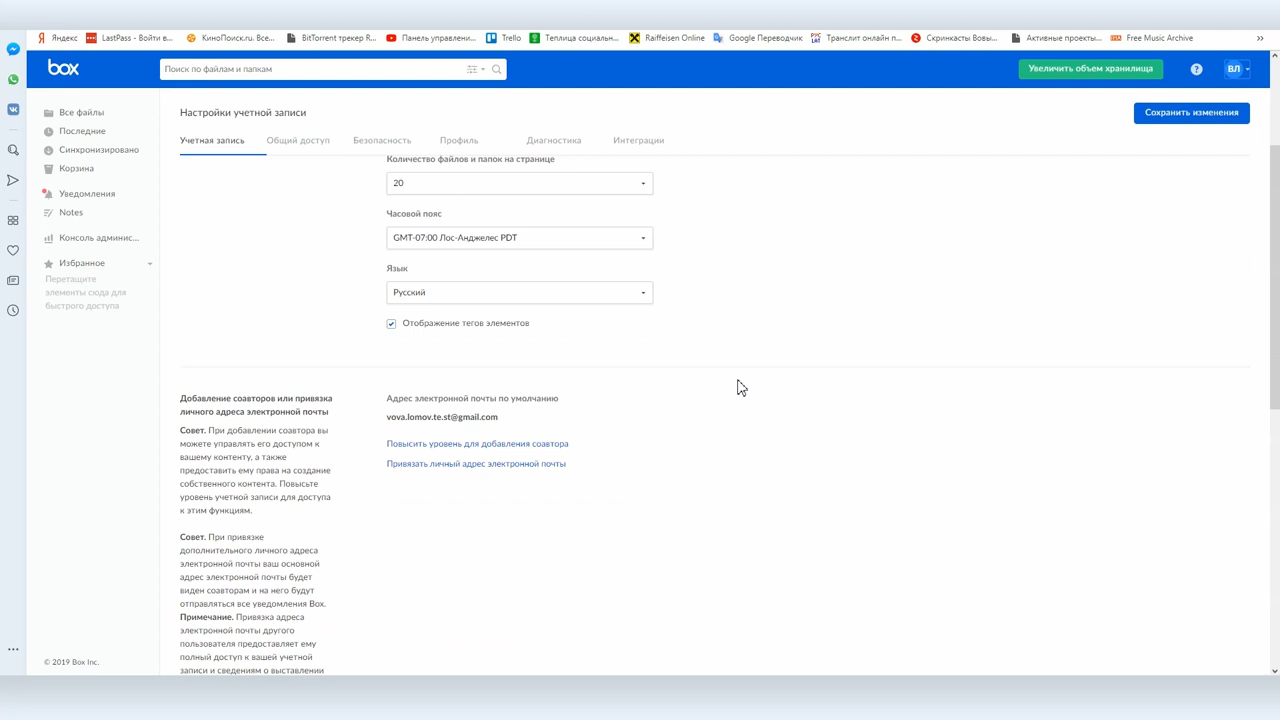 Яндекс
LastPass - Войти в...
КиноПоиск.ru. Все...
BitTorrent трекер R...
Панель управлени...
Trello
Теплица социальн...
Raiffeisen Online
Google Переводчик
Транслит онлайн п...
Скринкасты Вовы...
Активные проекты...
Free Music Archive
»
box
Поиск по файлам и папкам
Увеличить объем хранилища
?
ВЛ
Все файлы
Последние
Синхронизировано
Корзина
Уведомления
Notes
Консоль админис...
Избранное
Перетащите
элементы сюда для
быстрого доступа
© 2019 Box Inc.
Настройки учетной записи
Сохранить изменения
Учетная запись
Общий доступ
Безопасность
Профиль
Диагностика
Интеграции
Количество файлов и папок на странице
20
Часовой пояс
GMT-07:00 Лос-Анджелес PDT
Язык
Русский
Отображение тегов элементов
Добавление соавторов или привязка
личного адреса электронной почты
Совет. При добавлении соавтора вы
можете управлять его доступом к
вашему контенту, а также
предоставить ему права на создание
собственного контента. Повысьте
уровень учетной записи для доступа
к этим функциям.
Совет. При привязке
дополнительного личного адреса
электронной почты ваш основной
адрес электронной почты будет
виден соавторам и на него будут
отправляться все уведомления Box.
Примечание. Привязка адреса
электронной почты другого
пользователя предоставляет ему
полный доступ к вашей учетной
записи и сведениям о выставлении
Адрес электронной почты по умолчанию
vova.lomov.te.st@gmail.com
Повысить уровень для добавления соавтора
Привязать личный адрес электронной почты